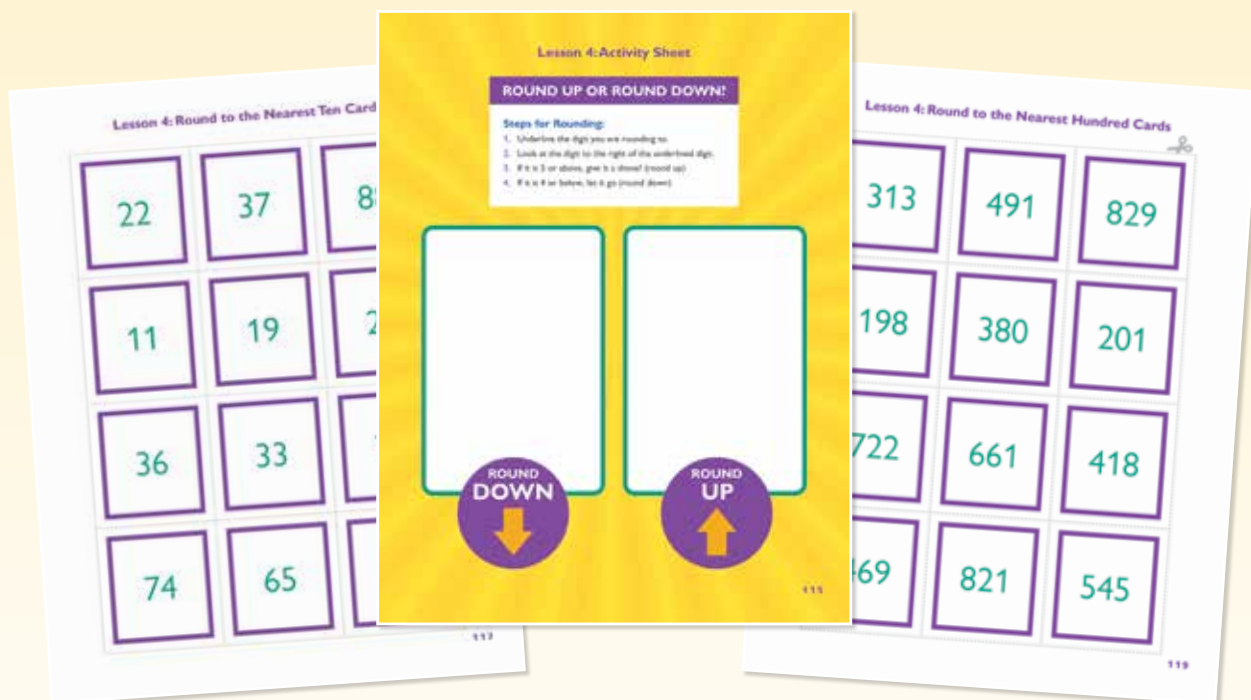 Lesson 4: Round to the Nearest Ten Card
22 37
11 19
36 33
74 65
117
Lesson 4: Activity Sheet
ROUND UP OR ROUND DOWN?
Steps for Rounding:
1. Underline the digit you are rounding to.
2. Look at the digit to the right of the underlined digit.
3. If it is 5 or above, give it a shove! (round up)
4. If it is 4 or below, let it go (round down)
ROUND
DOWN
ROUND
UP
111
Lesson 4: Round to the Nearest Hundred Cards
313 491 829
198 380 201
722 661 418
69 821 545
119